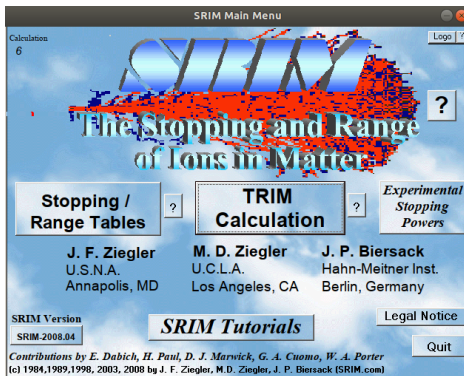 SRIM Main Menu
Calculation
6
Logo ?
SRIM
The Stopping and Range
of Ions in Matter
?
Stopping /
Range Tables
?
TRIM
Calculation
?
Experimental
Stopping
Powers
J. F. Ziegler
U.S.N.A.
Annapolis, MD
M. D. Ziegler
U.C.L.A.
Los Angeles, CA
J. P. Biersack
Hahn-Meitner Inst.
Berlin, Germany
SRIM Version
SRIM-2008.04
SRIM Tutorials
Legal Notice
Quit
Contributions by E. Dabich, H. Paul, D. J. Marwick, G. A. Cuomo, W. A. Porter
(c) 1984,1989,1998, 2003, 2008 by J. F. Ziegler, M.D. Ziegler, J. P. Biersack (SRIM.com)